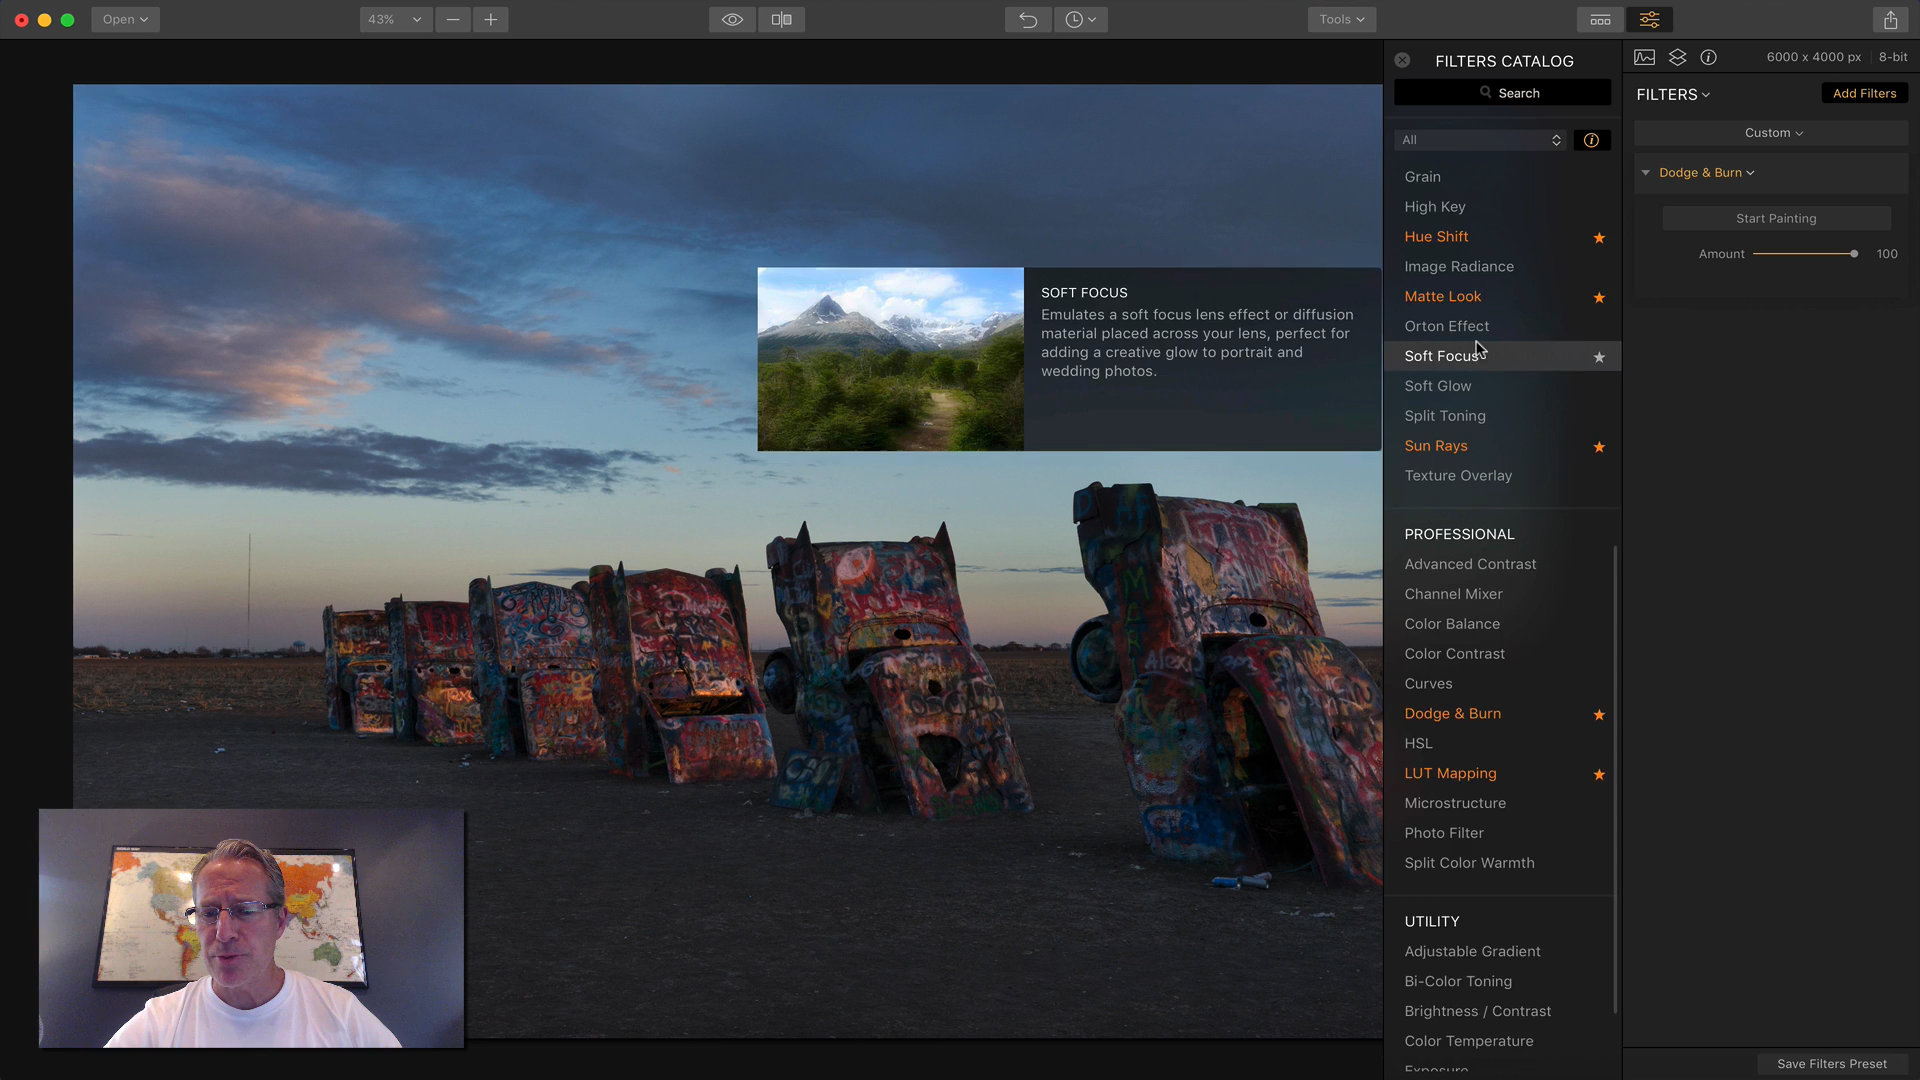 Open
43%
Tools
FILTERS CATALOG
Search
All
Grain
High Key
Hue Shift
Image Radiance
Matte Look
Orton Effect
Soft Focus
Soft Glow
Split Toning
Sun Rays
Texture Overlay
PROFESSIONAL
Advanced Contrast
Channel Mixer
Color Balance
Color Contrast
Curves
Dodge & Burn
HSL
LUT Mapping
Microstructure
Photo Filter
Split Color Warmth
UTILITY
Adjustable Gradient
Bi-Color Toning
Brightness / Contrast
Color Temperature
Exposure
SOFT FOCUS
Emulates a soft focus lens effect or diffusion
material placed across your lens, perfect for
adding a creative glow to portrait and
wedding photos.
6000 x 4000 px
8-bit
FILTERS
Add Filters
Custom
Dodge & Burn
Start Painting
Amount
100
Save Filters Preset